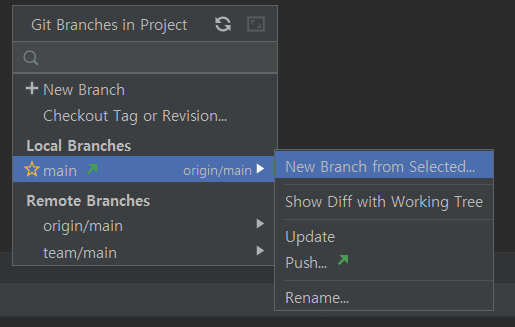 Git Branches in Project
New Branch
Checkout Tag or Revision...
Local Branches
main origin/main
Remote Branches
origin/main
team/main
New Branch from Selected...
Show Diff with Working Tree
Update
Push...
Rename...